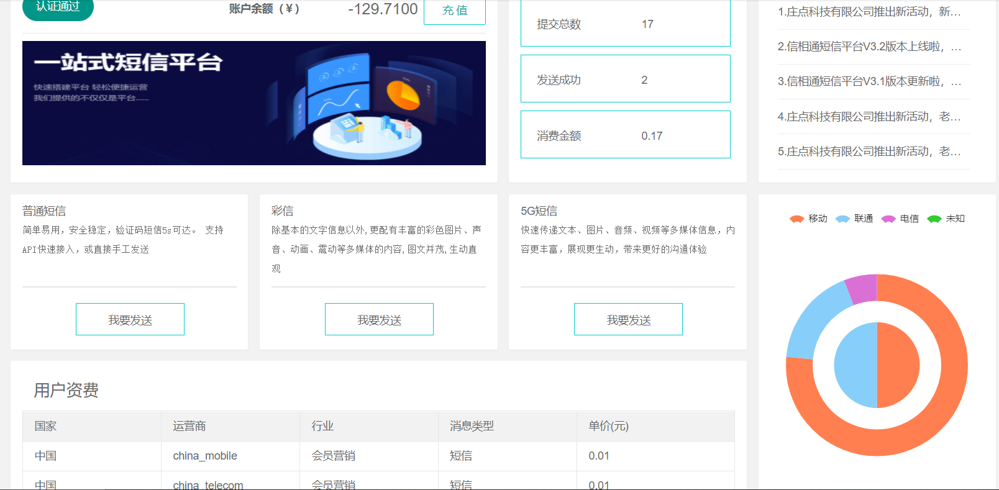 认证通过
账户余额（¥）
-129.7100
充 值
一站式短信平台
快速搭建平台 轻松便捷运营
我们提供的不仅仅是平台......
提交总数 17
发送成功 2
消费金额 0.17
1.庄点科技有限公司推出新活动，新...
2.信相通短信平台V3.2版本上线啦，...
3.信相通短信平台V3.1版本更新啦，...
4.庄点科技有限公司推出新活动，老...
5.庄点科技有限公司推出新活动，老...
普通短信
简单易用，安全稳定，验证码短信5s可达。 支持
API快速接入，或直接手工发送
我要发送
彩信
除基本的文字信息以外,更配有丰富的彩色图片、声
音、动画、震动等多媒体的内容,图文并茂,生动直
观
我要发送
5G短信
快速传递文本、图片、音频、视频等多媒体信息，内
容更丰富，展现更生动，带来更好的沟通体验
我要发送
移动 联通 电信 未知
用户资费
国家 运营商 行业 消息类型 单价(元)
中国 china_mobile 会员营销 短信 0.01
中国 china_telecom 会员营销 短信 0.01